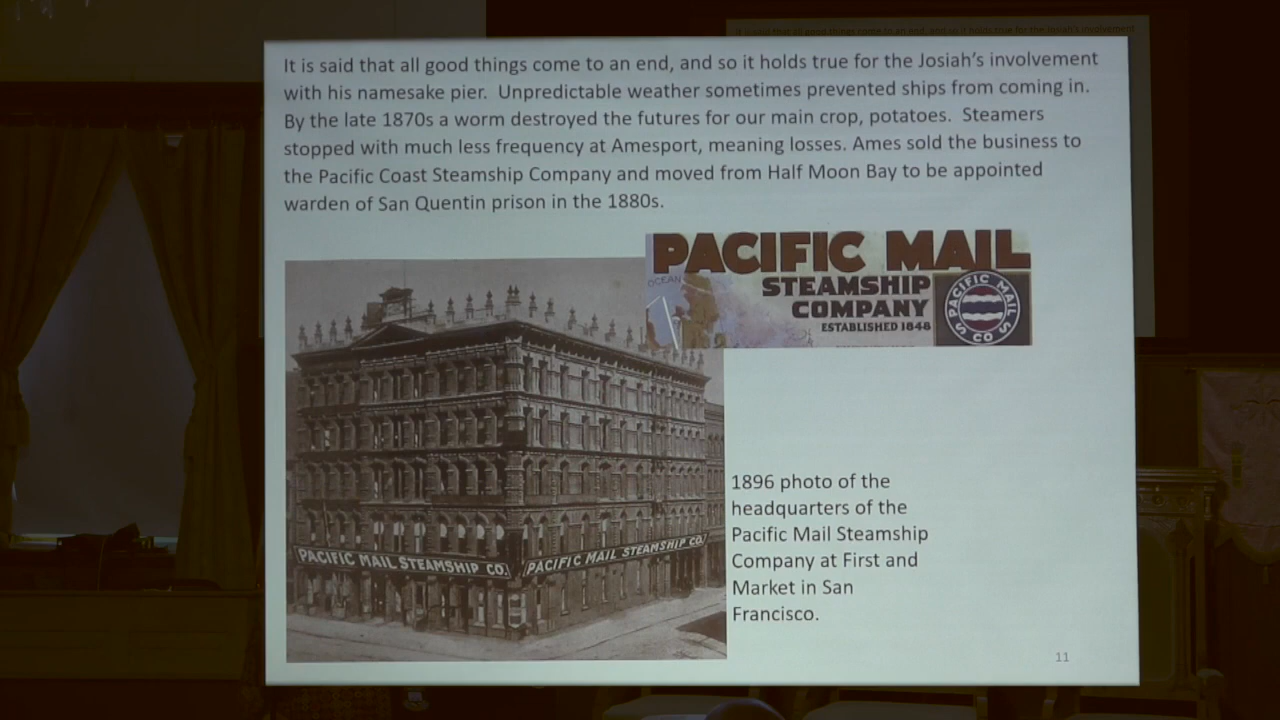 It is said that all good things come to an end, and so it holds true for the Josiah's involvement
with his namesake pier. Unpredictable weather sometimes prevented ships from coming in.
By the late 1870s a worm destroyed the futures for our main crop, potatoes. Steamers
stopped with much less frequency at Amesport, meaning losses. Ames sold the business to
the Pacific Coast Steamship Company and moved from Half Moon Bay to be appointed
warden of San Quentin prison in the 1880s.
PACIFIC MAIL
STEAMSHIP
COMPANY
ESTABLISHED 1848
OCEAN
PACIFIC MAIL
S S
CO
PACIFIC MAIL STEAMSHIP CO.
PACIFIC MAIL STEAMSHIP CO.
1896 photo of the
headquarters of the
Pacific Mail Steamship
Company at First and
Market in San
Francisco.
11